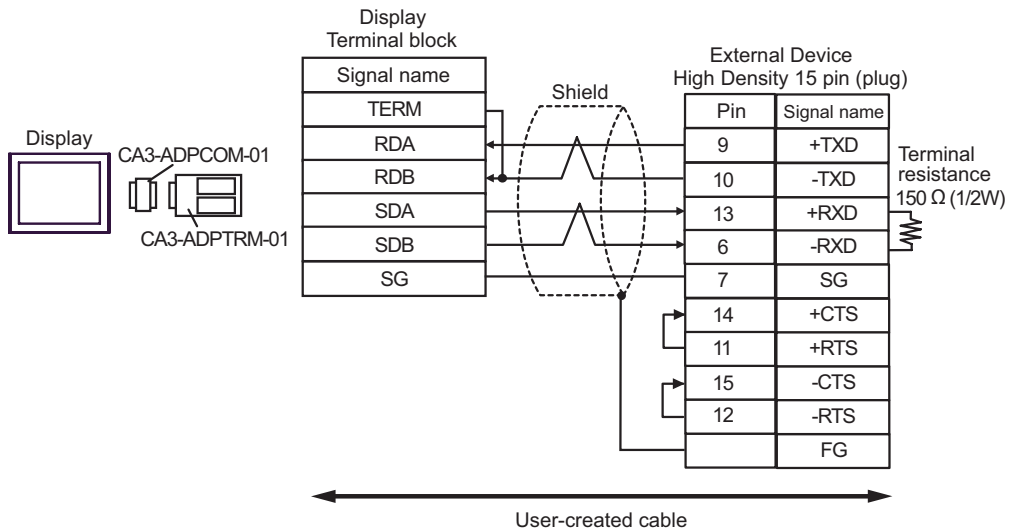 Display
Terminal block
Signal name
TERM
RDA
RDB
SDA
SDB
SG
Shield
Display
CA3-ADPCOM-01
CA3-ADPTRM-01
External Device
High Density 15 pin (plug)
Pin Signal name
9 +TXD
10 -TXD
13 +RXD
6 -RXD
7 SG
14 +CTS
11 +RTS
15 -CTS
12 -RTS
FG
Terminal
resistance
150 Ω (1/2W)
User-created cable